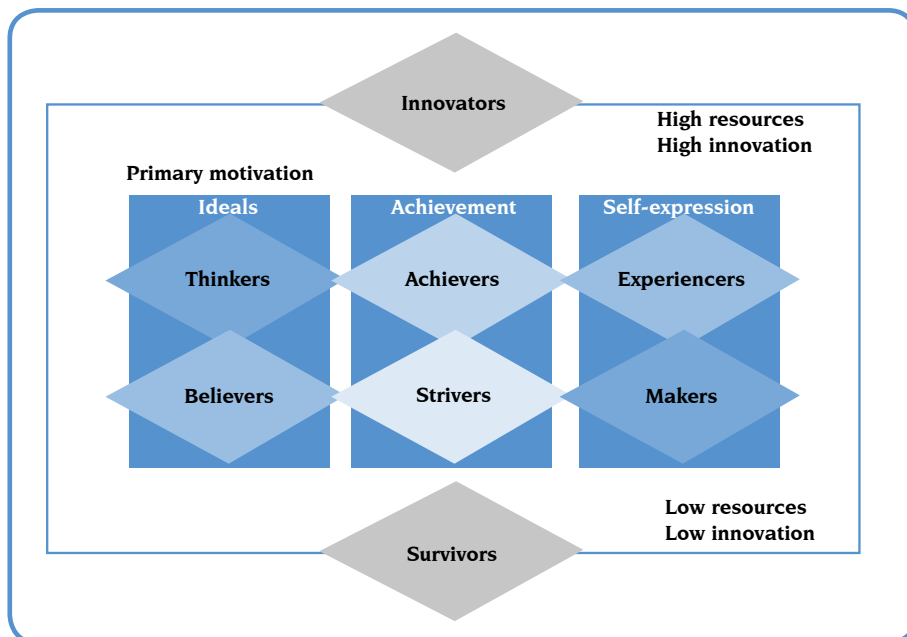 Innovators
High resources
High innovation
Primary motivation
Ideals
Achievement
Self-expression
Thinkers
Achievers
Experiencers
Believers
Strivers
Makers
Low resources
Low innovation
Survivors